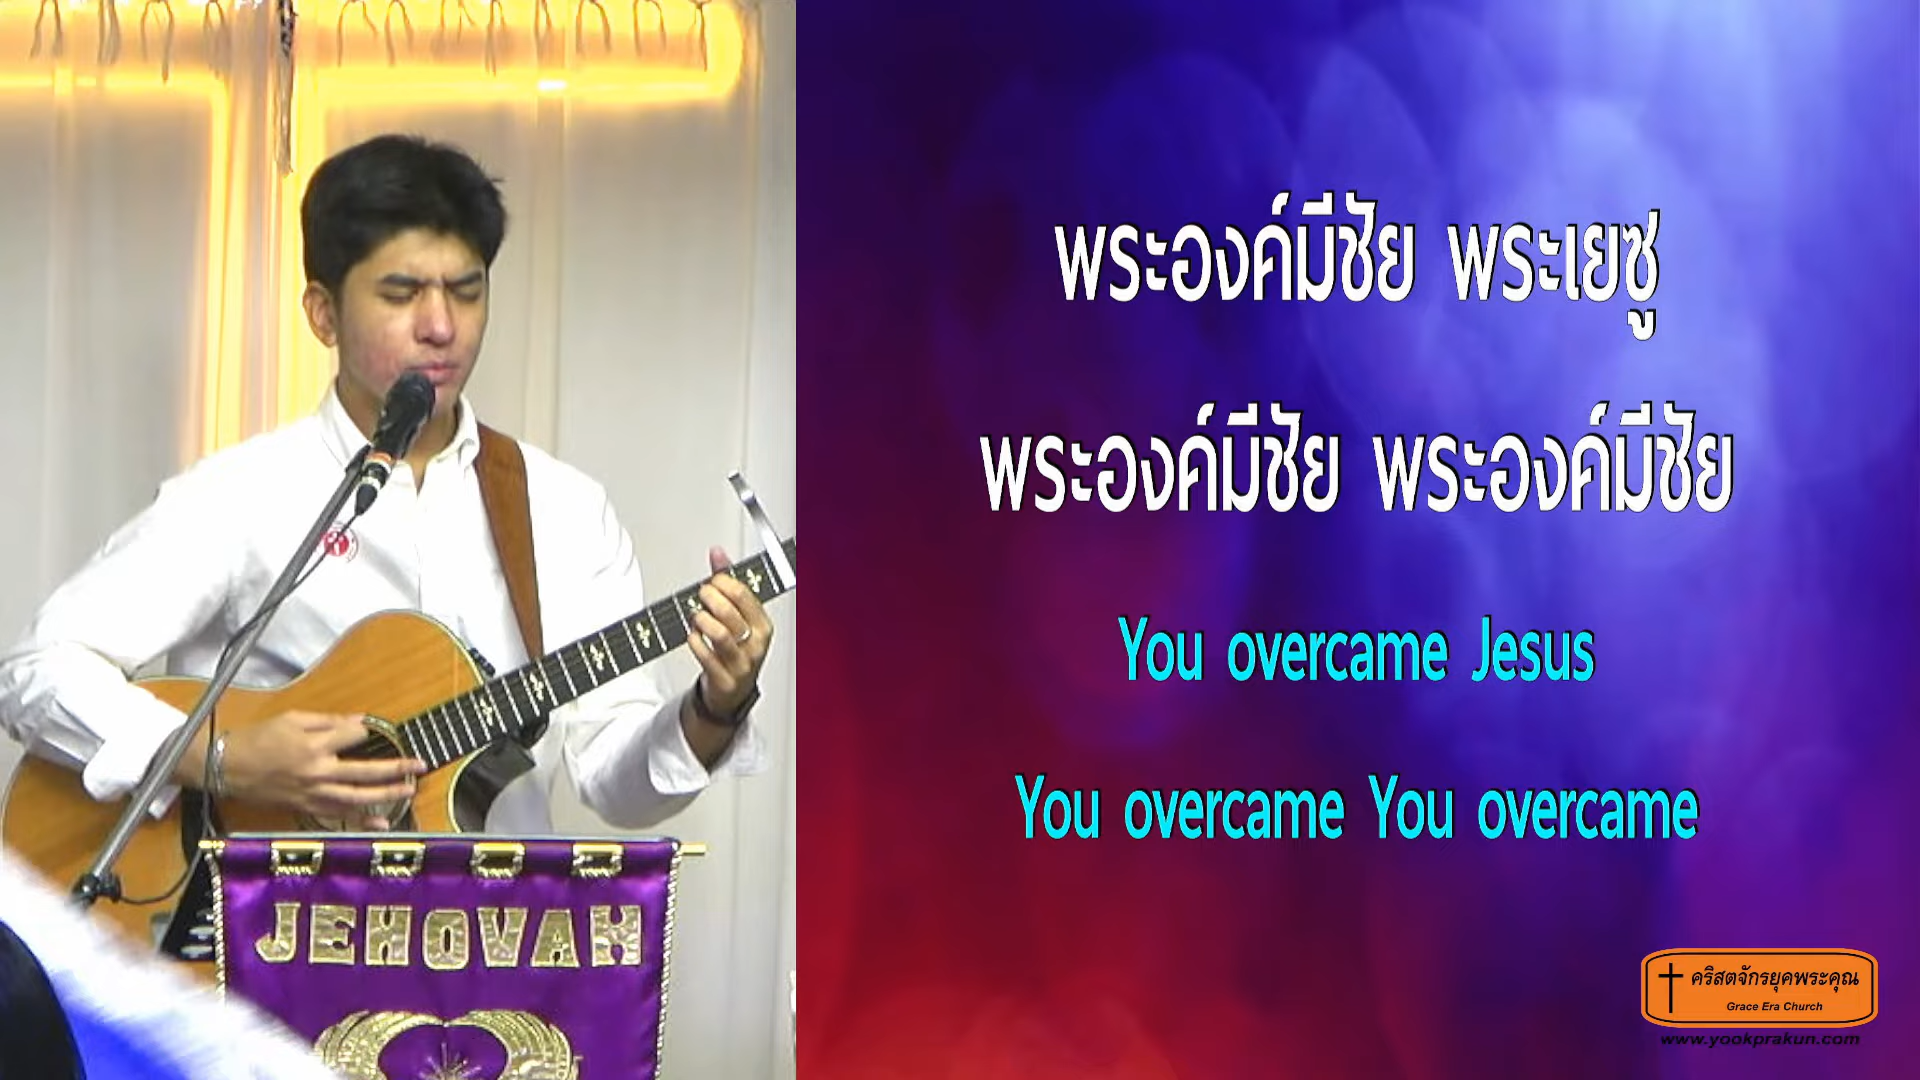 พระองค์มีชัย พระเยซู
พระองค์มีชัย พระองค์มีชัย
You overcame Jesus
You overcame You overcame
JEHOVAH
คริสตจักรยุคพระคุณ
Grace Era Church
www.yookprakun.com